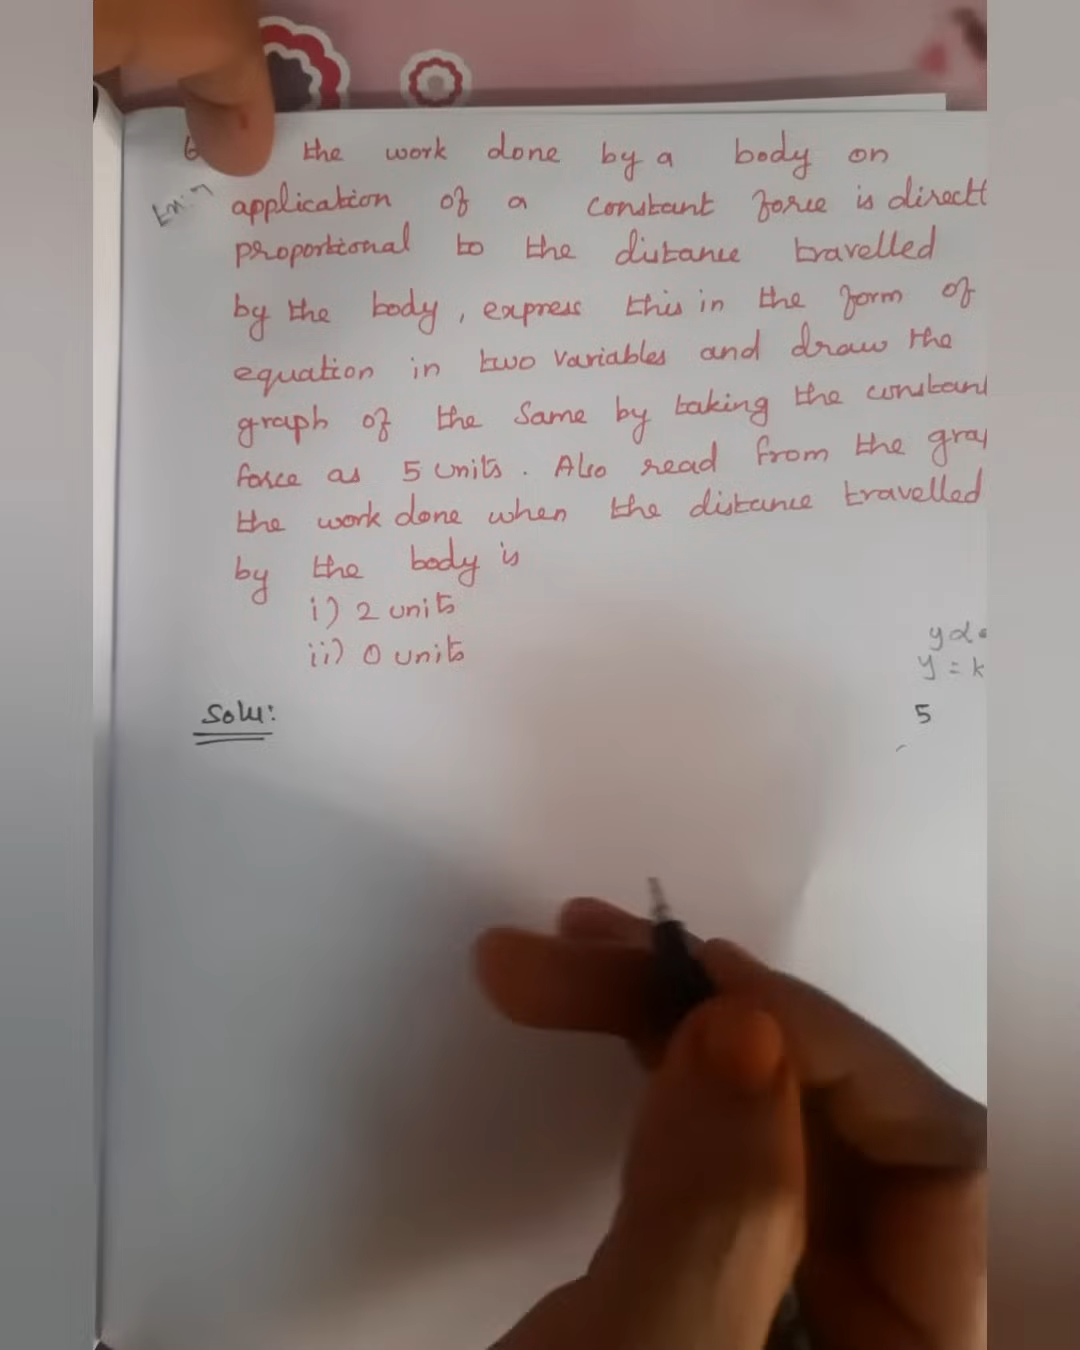 6 the work done by a body on
application of a constant force is directl
proportional to the distance travelled
by the body, express this in the form of
equation in two variables and draw the
graph of the same by taking the constant
force as 5 units. Also read from the gra
the work done when the distance travelled
by the body is
i) 2 units
ii) 0 units
y α
y = k
Solu:
5